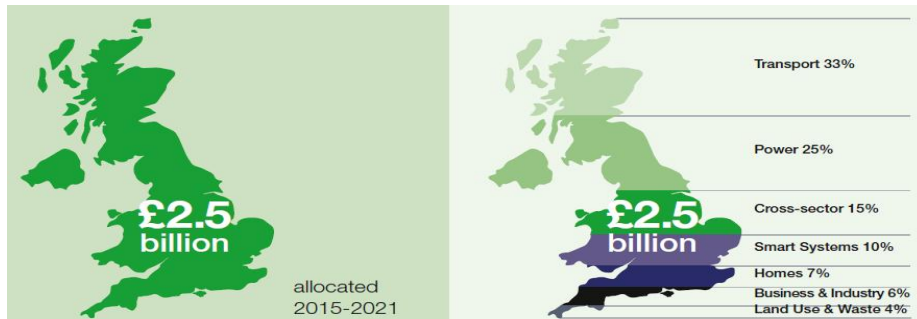 £2.5
billion
allocated
2015-2021
£2.5
billion
Transport 33%
Power 25%
Cross-sector 15%
Smart Systems 10%
Homes 7%
Business & Industry 6%
Land Use & Waste 4%